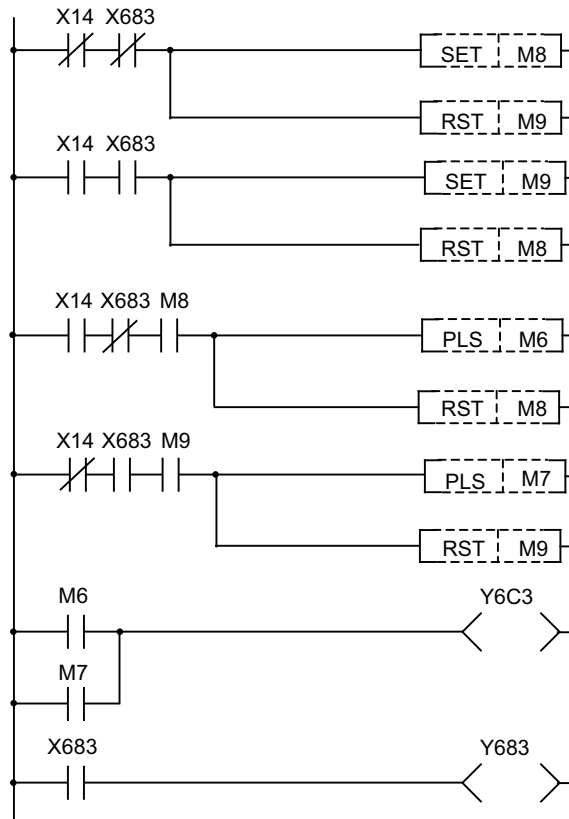 X14 X683
SET M8
RST M9
X14 X683
SET M9
RST M8
X14 X683 M8
PLS M6
RST M8
X14 X683 M9
PLS M7
RST M9
M6 Y6C3
M7
X683 Y683